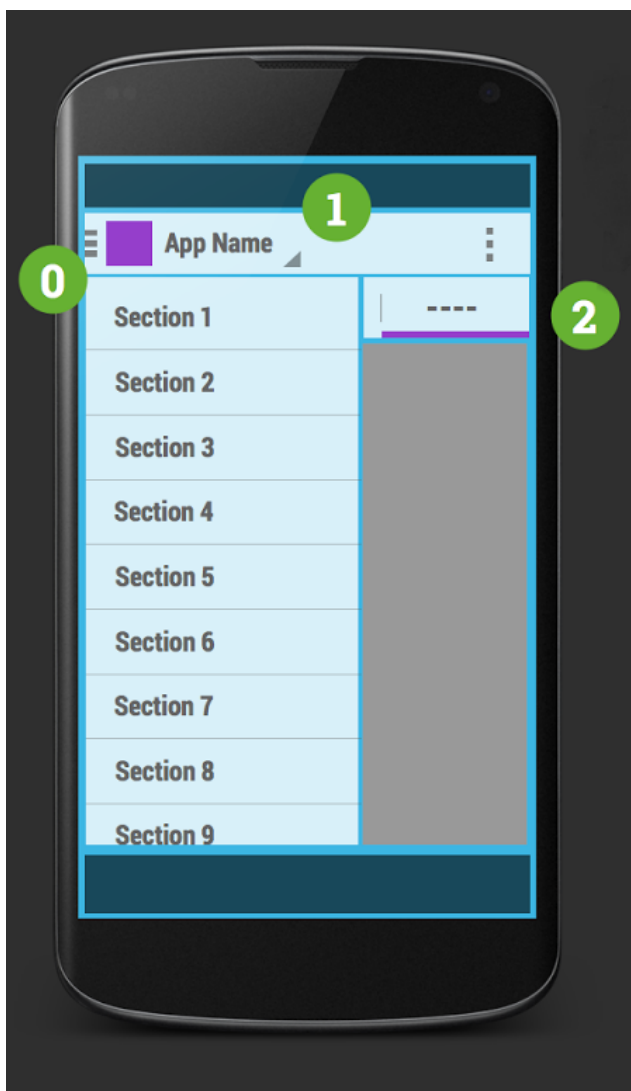 1
App Name
0
Section 1
----
2
Section 2
Section 3
Section 4
Section 5
Section 6
Section 7
Section 8
Section 9